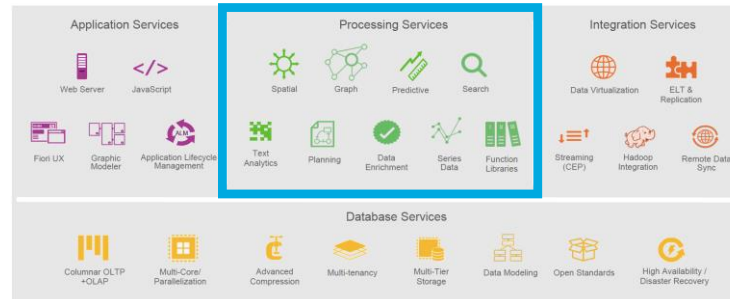 Application Services
Web Server
</>
JavaScript
Fiori UX
Graphic
Modeler
ALM
Application Lifecycle
Management
Processing Services
Spatial
Graph
Predictive
Search
Text
Analytics
Planning
Data
Enrichment
Series
Data
Function
Libraries
Integration Services
Data Virtualization
ELT &
Replication
Streaming
(CEP)
Hadoop
Integration
Remote Data
Sync
Database Services
Columnar OLTP
+OLAP
Multi-Core/
Parallelization
Advanced
Compression
Multi-tenancy
Multi-Tier
Storage
Data Modeling
Open Standards
High Availability /
Disaster Recovery